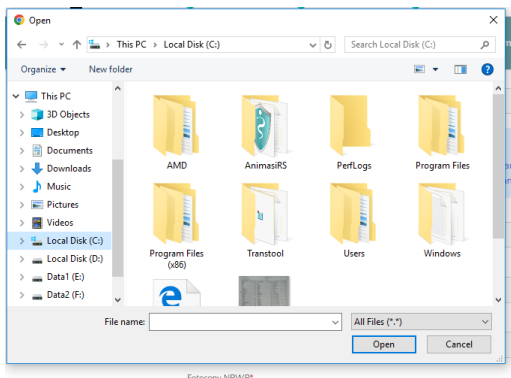 Open
This PC > Local Disk (C:)
Search Local Disk (C:)
Organize
New folder
This PC
3D Objects
Desktop
Documents
Downloads
Music
Pictures
Videos
Local Disk (C:)
Local Disk (D:)
Data1 (E:)
Data2 (F:)
AMD
AnimasiRS
PerfLogs
Program Files
Program Files
(x86)
Transtool
Users
Windows
File name:
All Files (*.*)
Open
Cancel
Fotocopy NPWP*